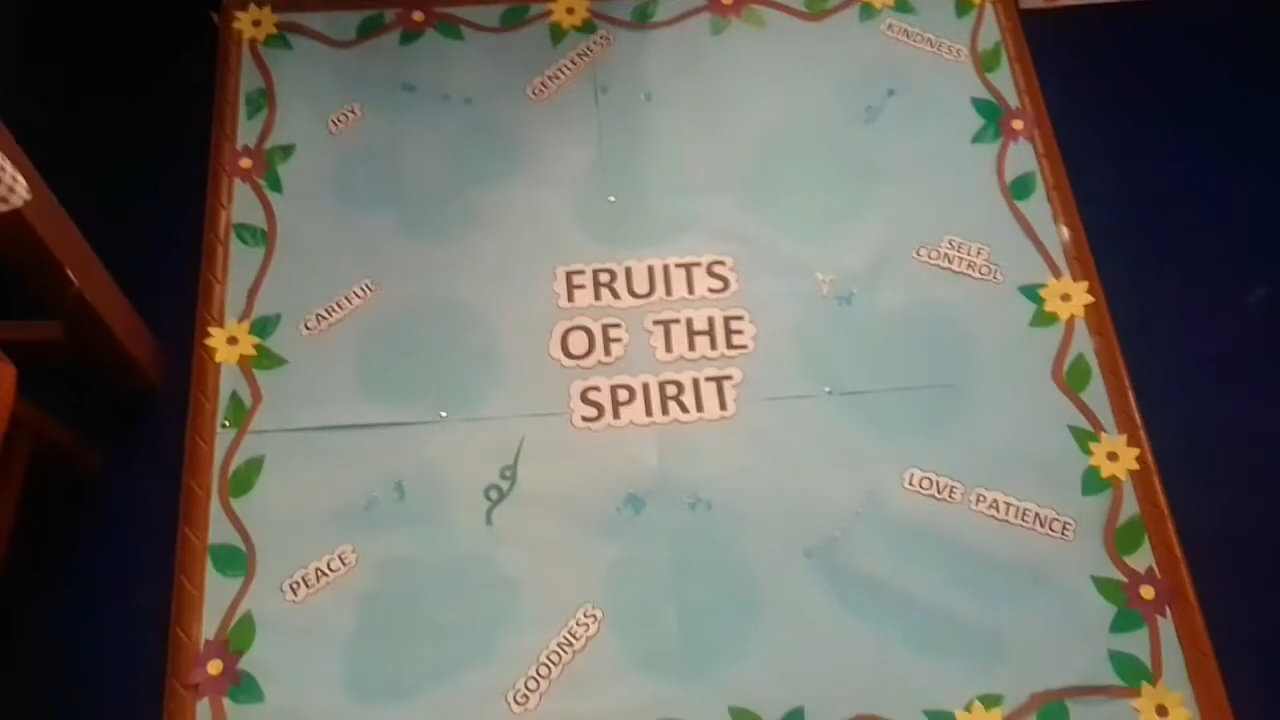 KINDNESS
GENTLENESS
JOY
SELF
CONTROL
CAREFUL
FRUITS
OF THE
SPIRIT
LOVE PATIENCE
PEACE
GOODNESS